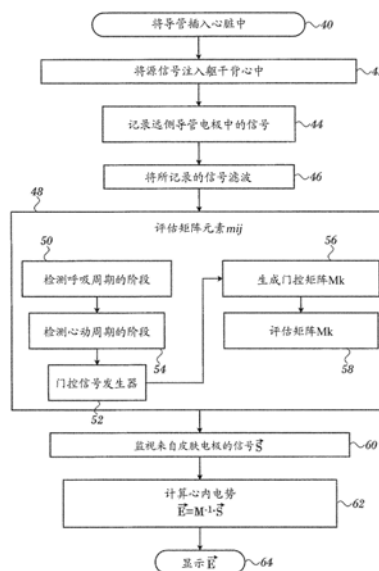 将导管插入心脏中
40
将源信号注入躯干背心中
记录远侧导管电极中的信号
44
将所记录的信号滤波
46
48
评估矩阵元素mij
50
检测呼吸周期的阶段
检测心动周期的阶段
54
门控信号发生器
52
56
生成门控矩阵Mk
评估矩阵Mk
58
监视来自皮肤电极的信号S⃗
60
计算心内电势
E⃗=M⁻¹·S⃗
62
显示 E⃗
64